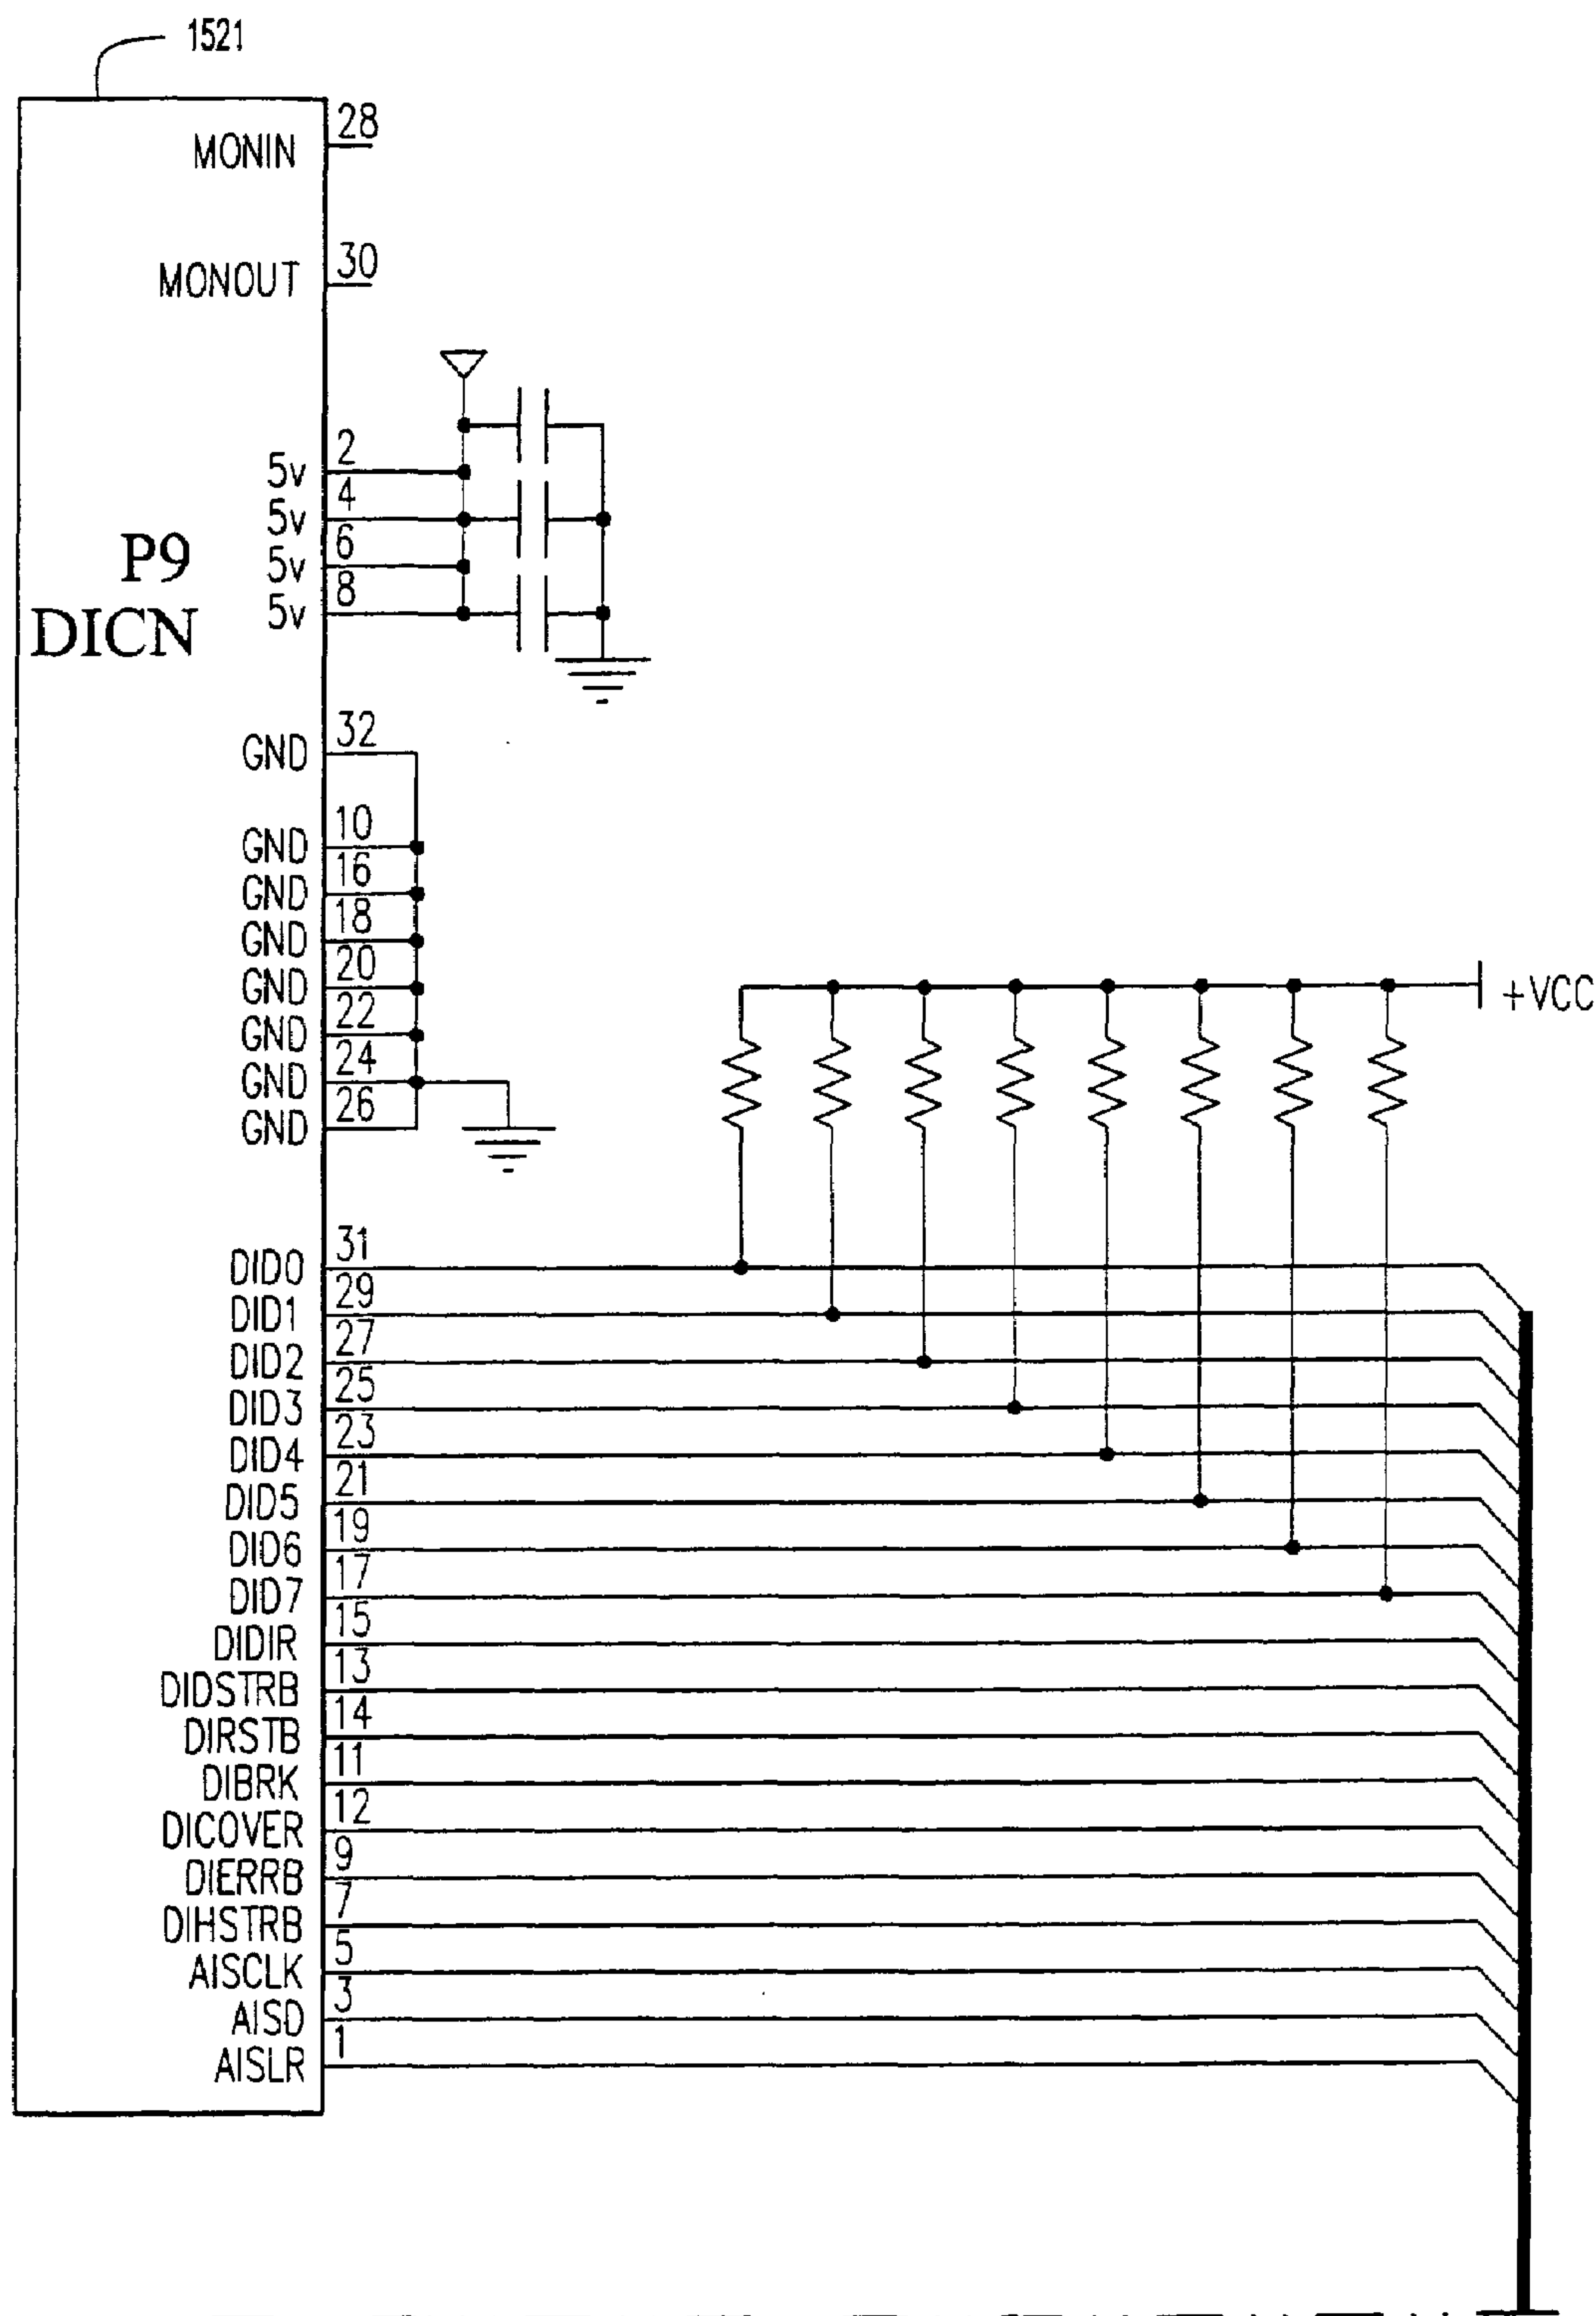 1521
28
MONIN
30
MONOUT
2
5v
4
5v
6
5v
8
5v
P9
DICN
32
GND
10
GND
16
GND
18
GND
20
GND
22
GND
24
GND
26
GND
+VCC
31
DID0
29
DID1
27
DID2
25
DID3
23
DID4
21
DID5
19
DID6
17
DID7
15
DIDIR
13
DIDSTRB
14
DIRSTB
11
DIBRK
12
DICOVER
9
DIERRB
7
DIHSTRB
5
AISCLK
3
AISD
1
AISLR